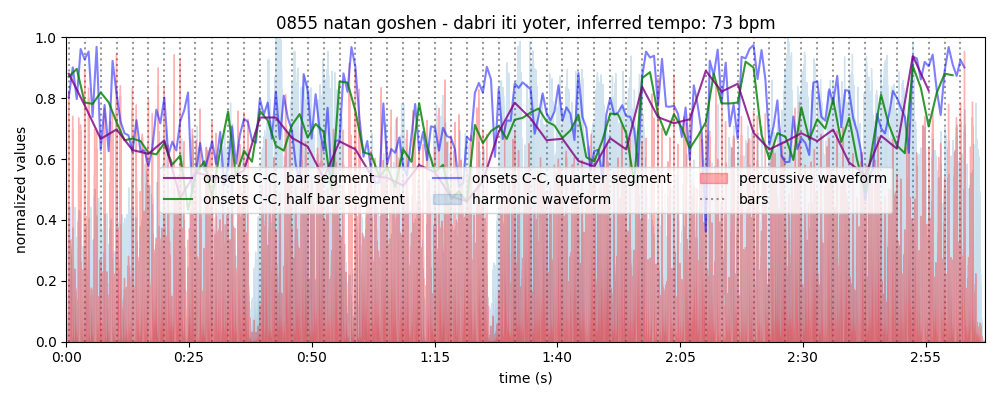 0855 natan goshen - dabri iti yoter, inferred tempo: 73 bpm
normalized values
1.0
0.8
0.6
0.4
0.2
0.0
onsets C-C, bar segment
onsets C-C, half bar segment
onsets C-C, quarter segment
harmonic waveform
percussive waveform
bars
0:00 0:25 0:50 1:15 1:40 2:05 2:30 2:55
time (s)